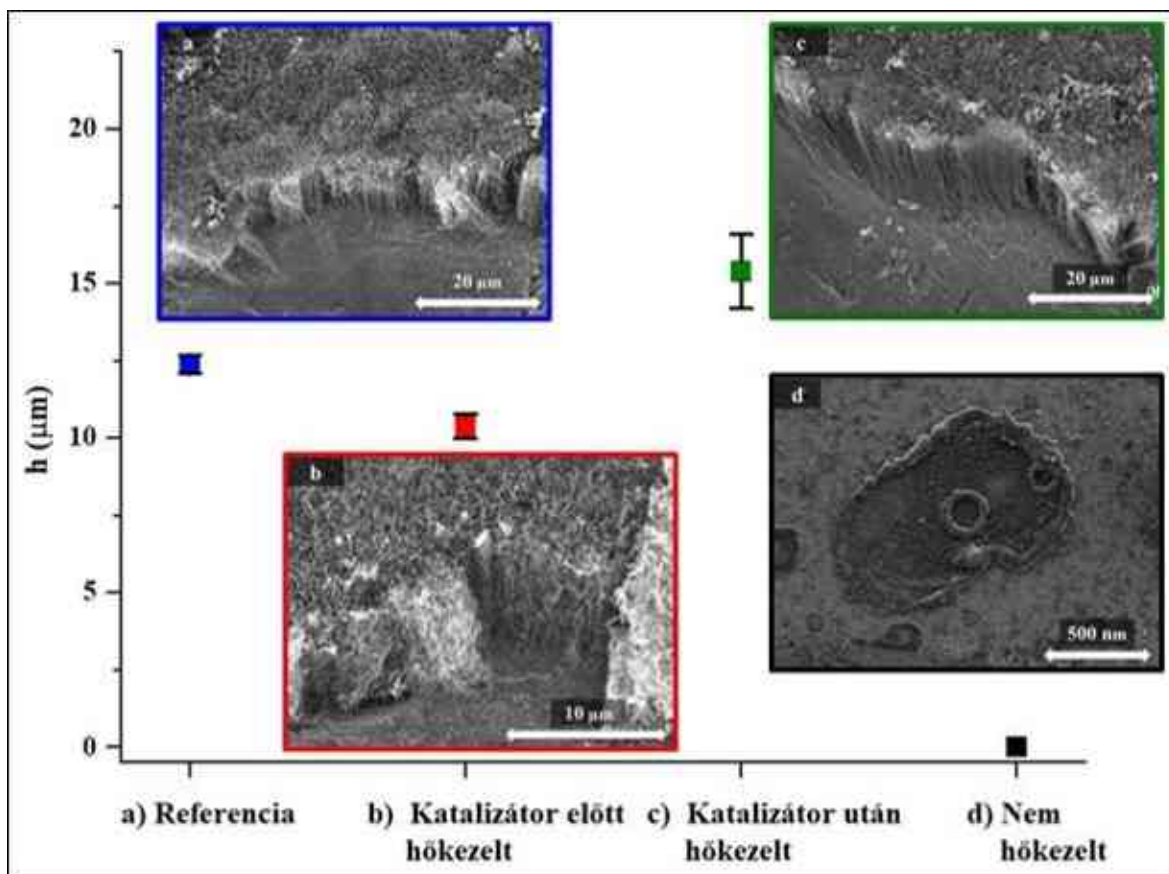 a
c
20
20 μm
20 μm
15
h (μm)
10
b
d
5
500 nm
10 μm
0
a) Referencia
b) Katalizátor előtt
hőkezelt
c) Katalizátor után
hőkezelt
d) Nem
hőkezelt